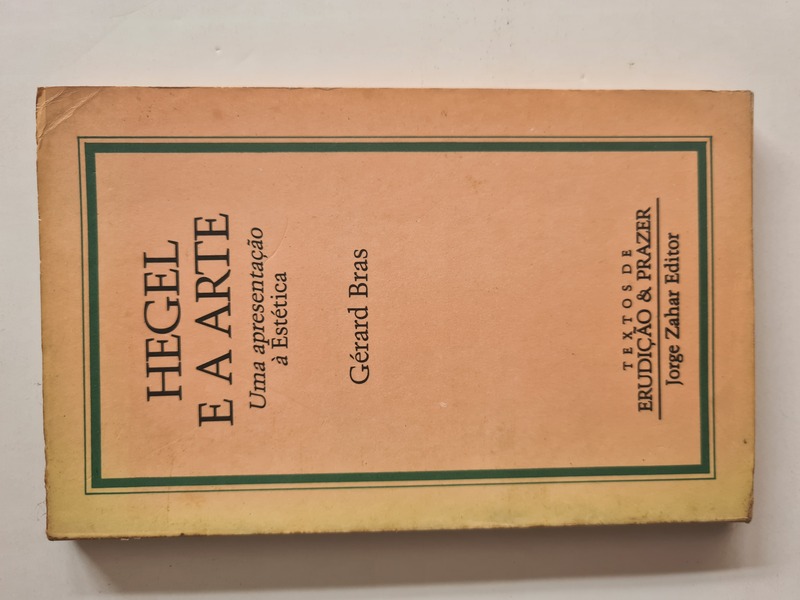 HEGEL
E A ARTE
Uma apresentação
à Estética
Gérard Bras
TEXTOS DE
ERUDIÇÃO & PRAZER
Jorge Zahar Editor